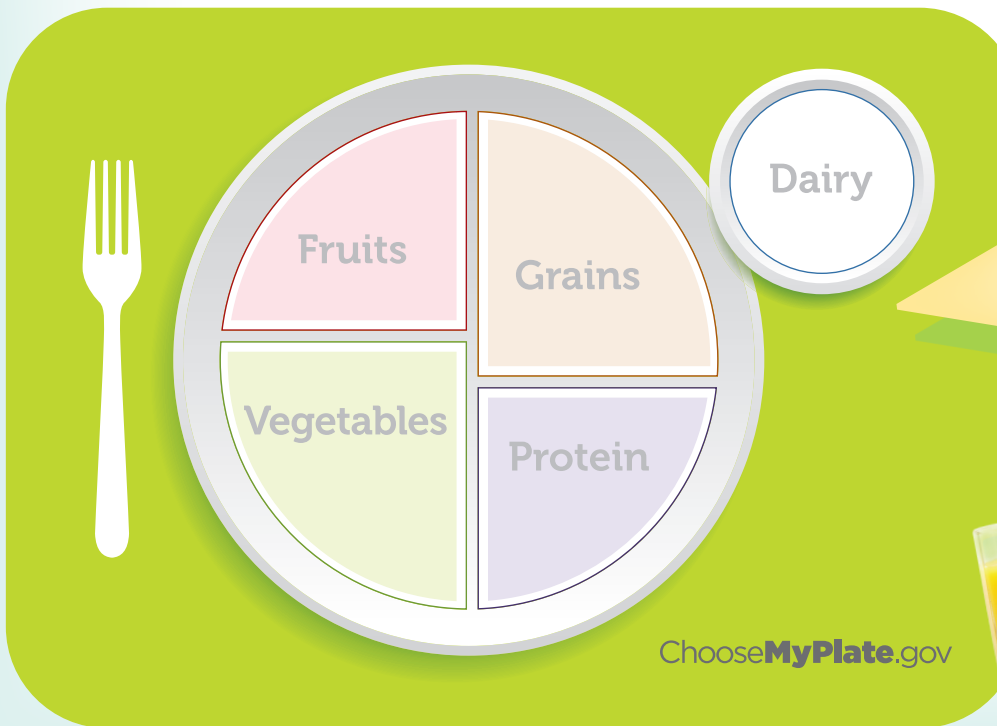 Fruits
Grains
Dairy
Vegetables
Protein
ChooseMyPlate.gov